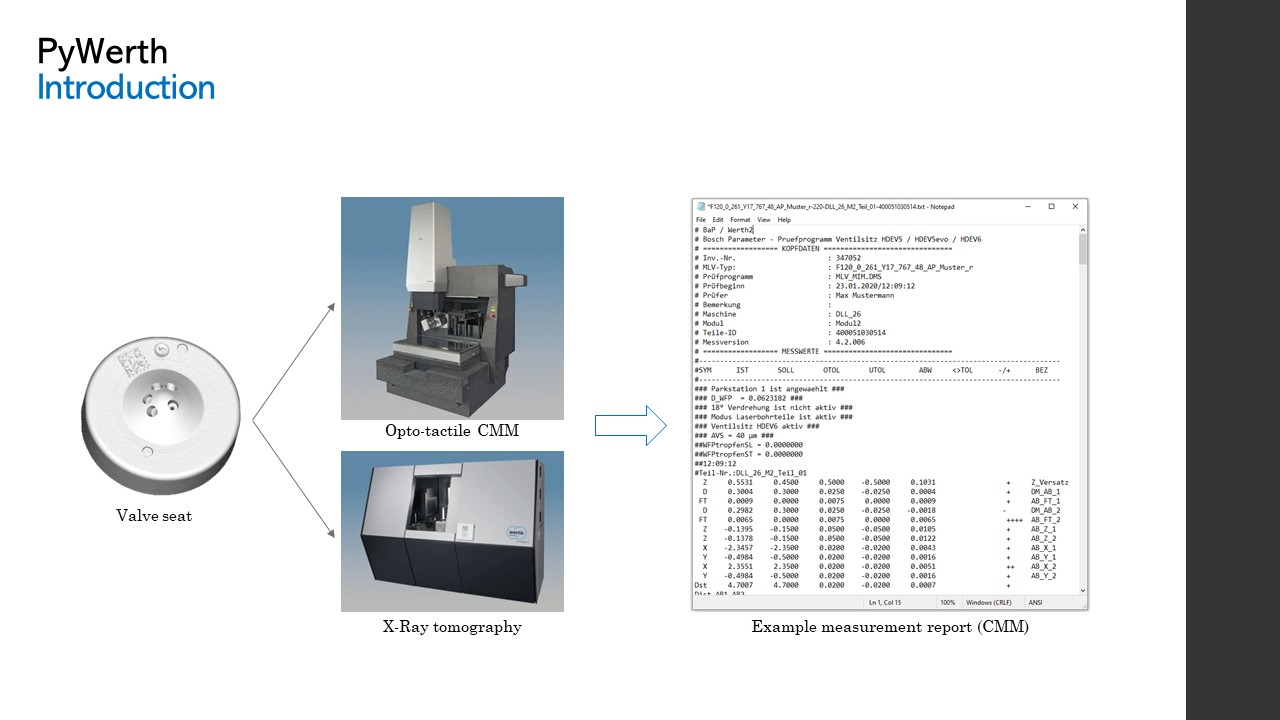 PyWerth
Introduction
Valve seat
Opto-tactile CMM
werth
X-Ray tomography
*F120_0_261_Y17_767_48_AP_Muster_r-220-DLL_26_M2_Teil_01-400051030514.txt - Notepad
File Edit Format View Help
# BaP / Werth2
# Bosch Parameter - Pruefprogramm Ventilsitz HDEV5 / HDEV5evo / HDEV6
# ================== KOPFDATEN ===============================
# Inv.-Nr. : 347052
# MLV-Typ: : F120_0_261_Y17_767_48_AP_Muster_r
# Prüfprogramm : MLV_MIM.DMS
# Prüfbeginn : 23.01.2020/12:09:12
# Prüfer : Max Mustermann
# Bemerkung :
# Maschine : DLL_26
# Modul : Modul2
# Teile-ID : 400051030514
# Messversion : 4.2.006
# ================== MESSWERTE ===============================
#--------------------------------------------------------------------------------------
#SYM IST SOLL OTOL UTOL ABW <>TOL -/+ BEZ
#--------------------------------------------------------------------------------------
### Parkstation 1 ist angewaehlt ###
### D_WFP = 0.0623182 ###
### 18° Verdrehung ist nicht aktiv ###
### Modus Laserbohrteile ist aktiv ###
### Ventilsitz HDEV6 aktiv ###
### AVS = 40 µm ###
##WFPtropfenSL = 0.0000000
##WFPtropfenST = 0.0000000
##12:09:12
#Teil-Nr.:DLL_26_M2_Teil_01
Z 0.5531 0.4500 0.5000 -0.5000 0.1031 + Z_Versatz
D 0.3004 0.3000 0.0250 -0.0250 0.0004 + DM_AB_1
FT 0.0009 0.0000 0.0075 0.0000 0.0009 + AB_FT_1
D 0.2982 0.3000 0.0250 -0.0250 -0.0018 - DM_AB_2
FT 0.0065 0.0000 0.0075 0.0000 0.0065 ++++ AB_FT_2
Z -0.1395 -0.1500 0.0500 -0.0500 0.0105 + AB_Z_1
Z -0.1378 -0.1500 0.0500 -0.0500 0.0122 + AB_Z_2
X -2.3457 -2.3500 0.0200 -0.0200 0.0043 + AB_X_1
Y -0.4984 -0.5000 0.0200 -0.0200 0.0016 + AB_Y_1
X 2.3551 2.3500 0.0200 -0.0200 0.0051 ++ AB_X_2
Y -0.4984 -0.5000 0.0200 -0.0200 0.0016 + AB_Y_2
Dst 4.7007 4.7000 0.0200 -0.0200 0.0007 +
Dist AB1 AB2
Ln 1, Col 15 100% Windows (CRLF) ANSI
Example measurement report (CMM)